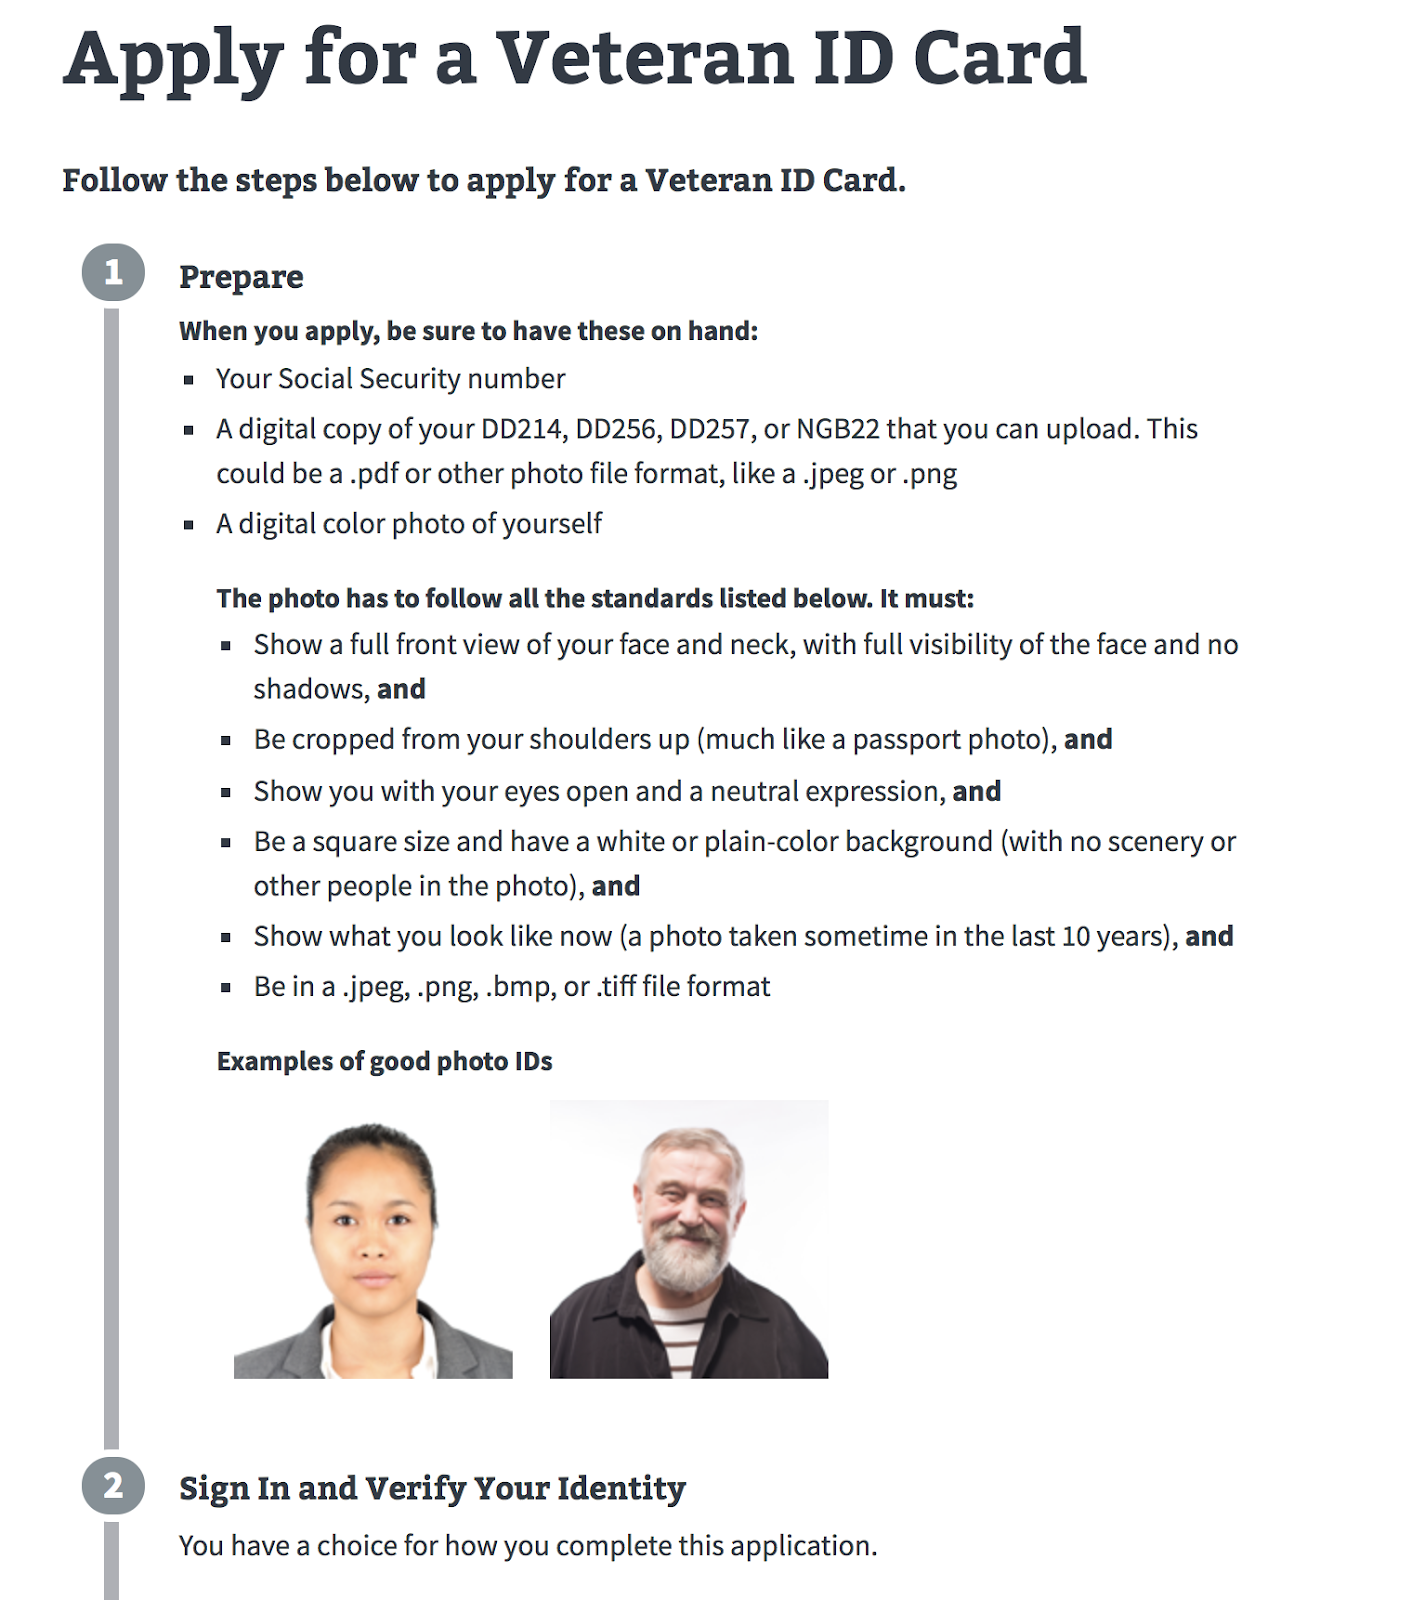 Apply for a Veteran ID Card
Follow the steps below to apply for a Veteran ID Card.
1
Prepare
When you apply, be sure to have these on hand:
Your Social Security number
A digital copy of your DD214, DD256, DD257, or NGB22 that you can upload. This
could be a .pdf or other photo file format, like a .jpeg or .png
A digital color photo of yourself
The photo has to follow all the standards listed below. It must:
Show a full front view of your face and neck, with full visibility of the face and no
shadows, and
Be cropped from your shoulders up (much like a passport photo), and
Show you with your eyes open and a neutral expression, and
Be a square size and have a white or plain-color background (with no scenery or
other people in the photo), and
Show what you look like now (a photo taken sometime in the last 10 years), and
Be in a .jpeg, .png, .bmp, or .tiff file format
Examples of good photo IDs
2
Sign In and Verify Your Identity
You have a choice for how you complete this application.